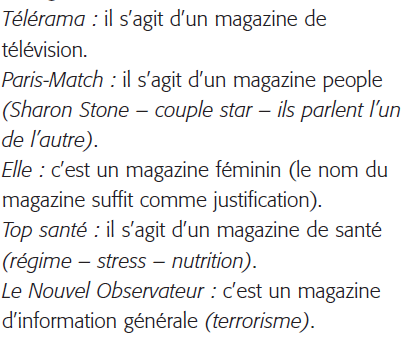 Télérama : il s'agit d'un magazine de
télévision.
Paris-Match : il s'agit d'un magazine people
(Sharon Stone – couple star – ils parlent l'un
de l'autre).
Elle : c'est un magazine féminin (le nom du
magazine suffit comme justification).
Top santé : il s'agit d'un magazine de santé
(régime – stress – nutrition).
Le Nouvel Observateur : c'est un magazine
d'information générale (terrorisme).